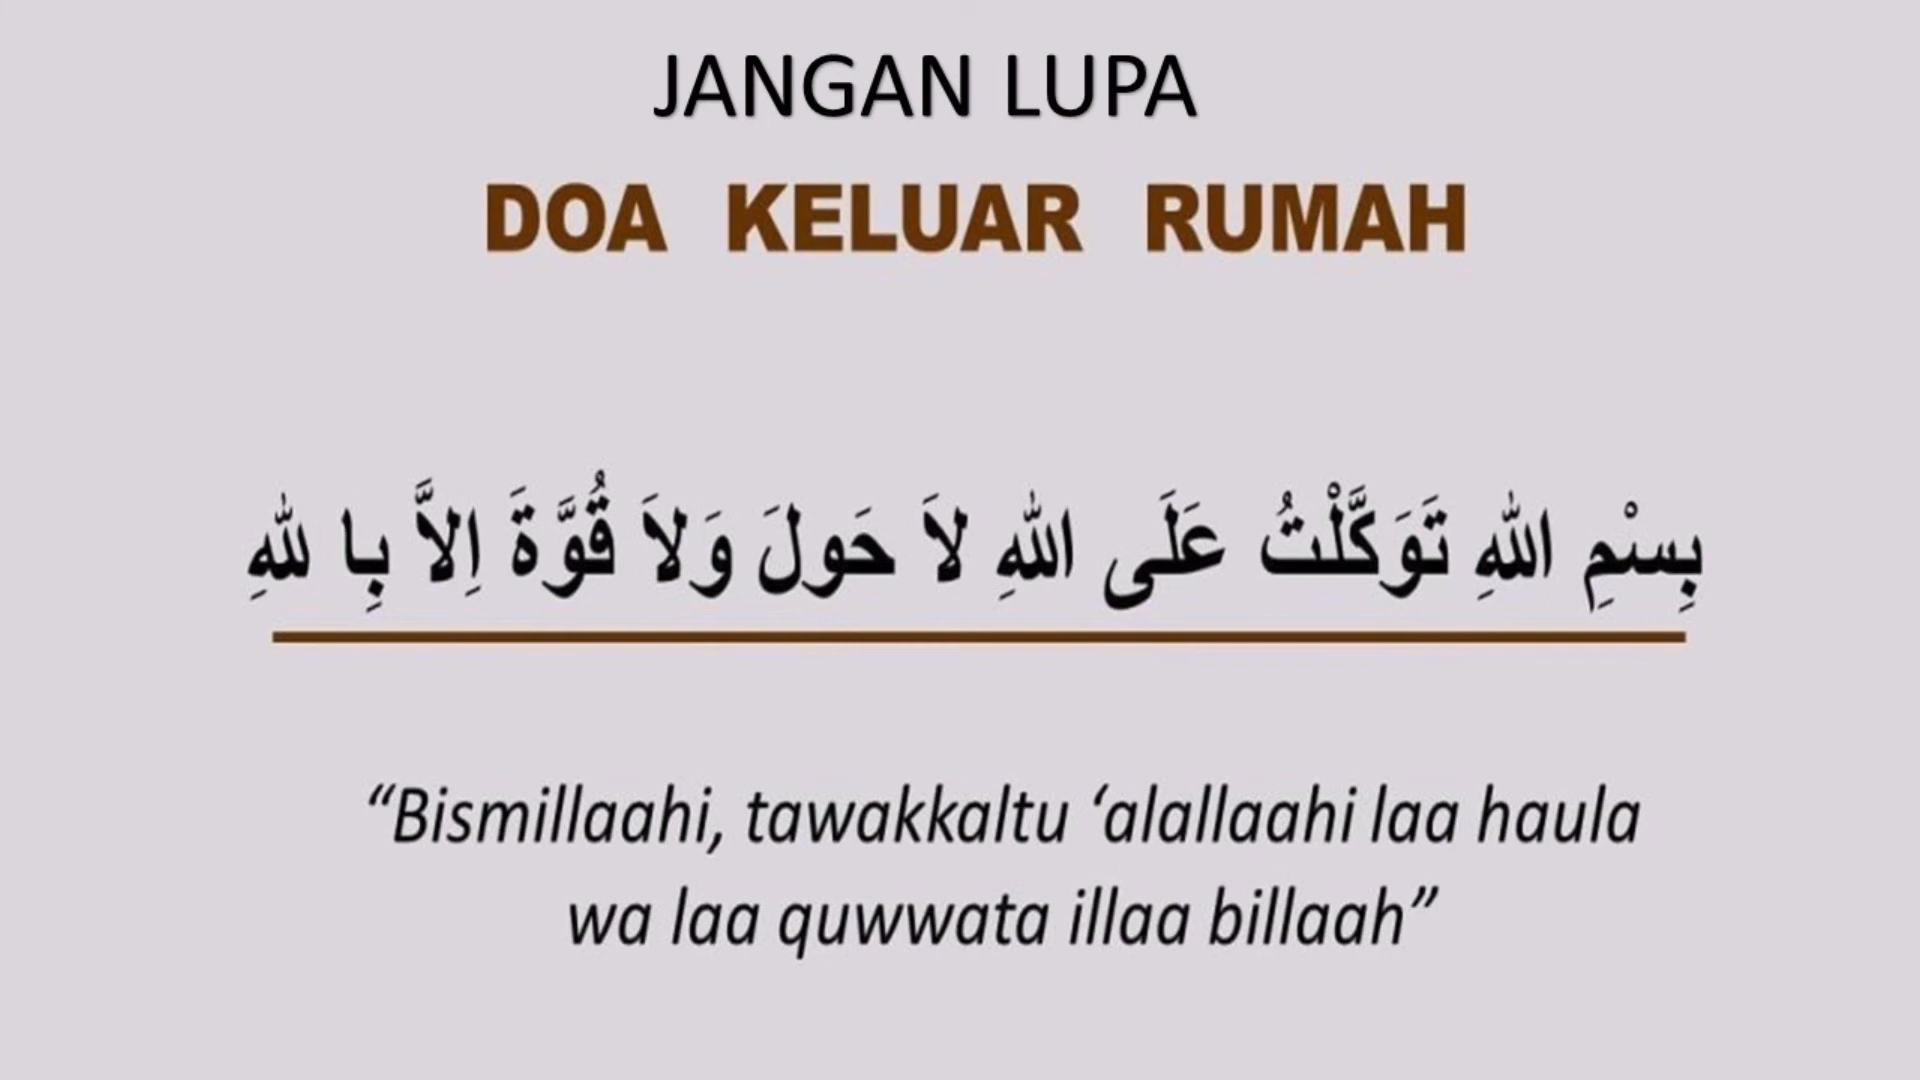 JANGAN LUPA
DOA KELUAR RUMAH
بِسْمِ اللهِ تَوَكَّلْتُ عَلَى اللهِ لاَ حَولَ وَلاَ قُوَّةَ اِلاَّ بِا للهِ
“Bismillaahi, tawakkaltu ‘alallaahi laa haula
wa laa quwwata illaa billaah”